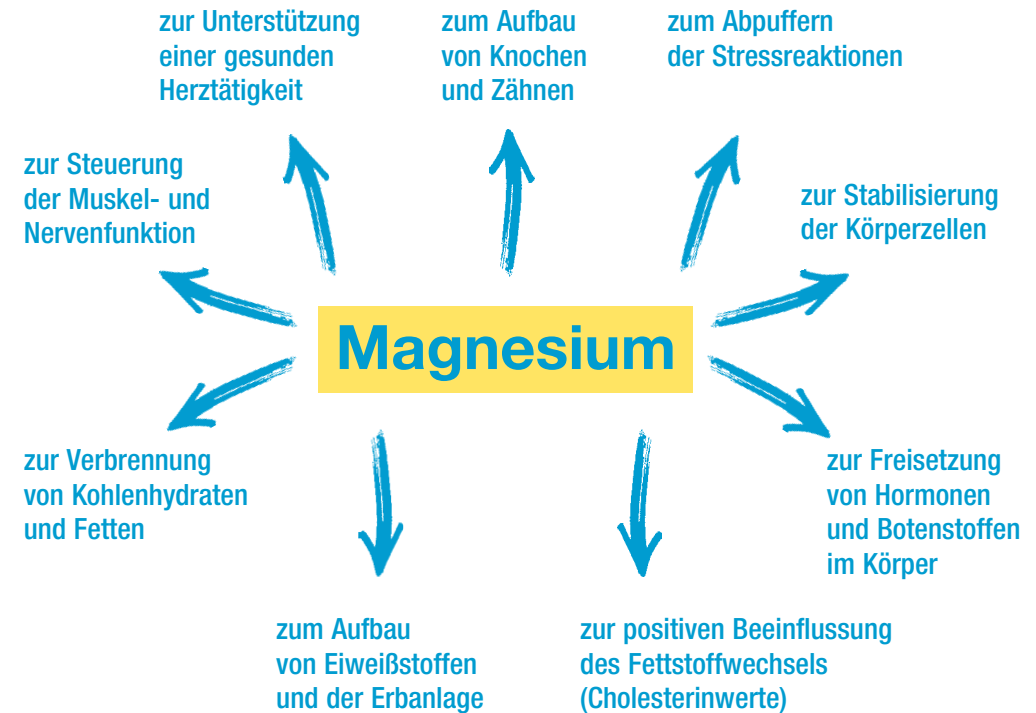 zur Unterstützung
einer gesunden
Herztätigkeit
zum Aufbau
von Knochen
und Zähnen
zum Abpuffern
der Stressreaktionen
zur Steuerung
der Muskel- und
Nervenfunktion
zur Stabilisierung
der Körperzellen
Magnesium
zur Verbrennung
von Kohlenhydraten
und Fetten
zur Freisetzung
von Hormonen
und Botenstoffen
im Körper
zum Aufbau
von Eiweißstoffen
und der Erbanlage
zur positiven Beeinflussung
des Fettstoffwechsels
(Cholesterinwerte)